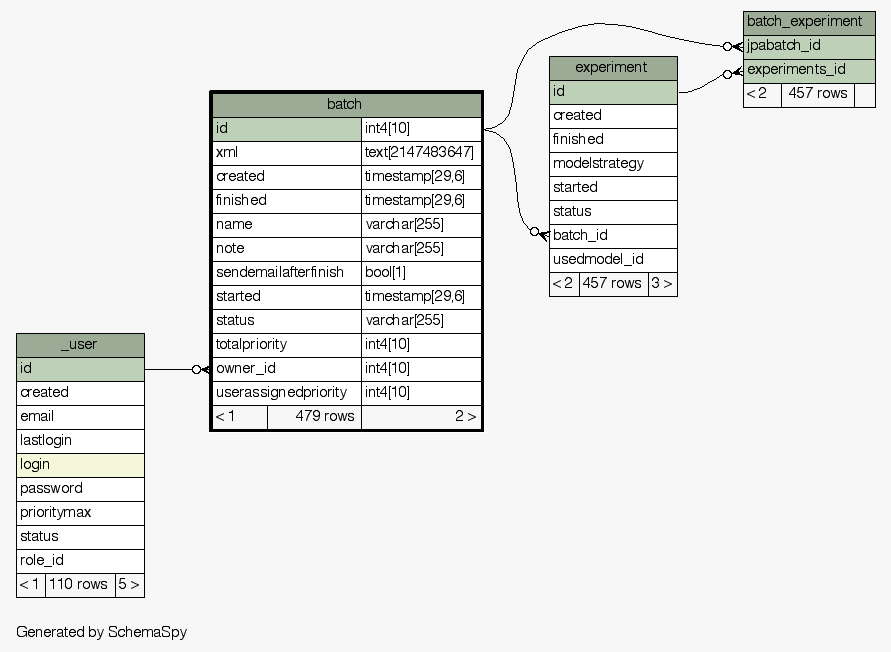 batch_experiment
jpabatch_id
experiments_id
< 2 457 rows
experiment
id
created
finished
modelstrategy
started
status
batch_id
usedmodel_id
< 2 457 rows 3 >
batch
id int4[10]
xml text[2147483647]
created timestamp[29,6]
finished timestamp[29,6]
name varchar[255]
note varchar[255]
sendemailafterfinish bool[1]
started timestamp[29,6]
status varchar[255]
totalpriority int4[10]
owner_id int4[10]
userassignedpriority int4[10]
< 1 479 rows 2 >
_user
id
created
email
lastlogin
login
password
prioritymax
status
role_id
< 1 110 rows 5 >
Generated by SchemaSpy